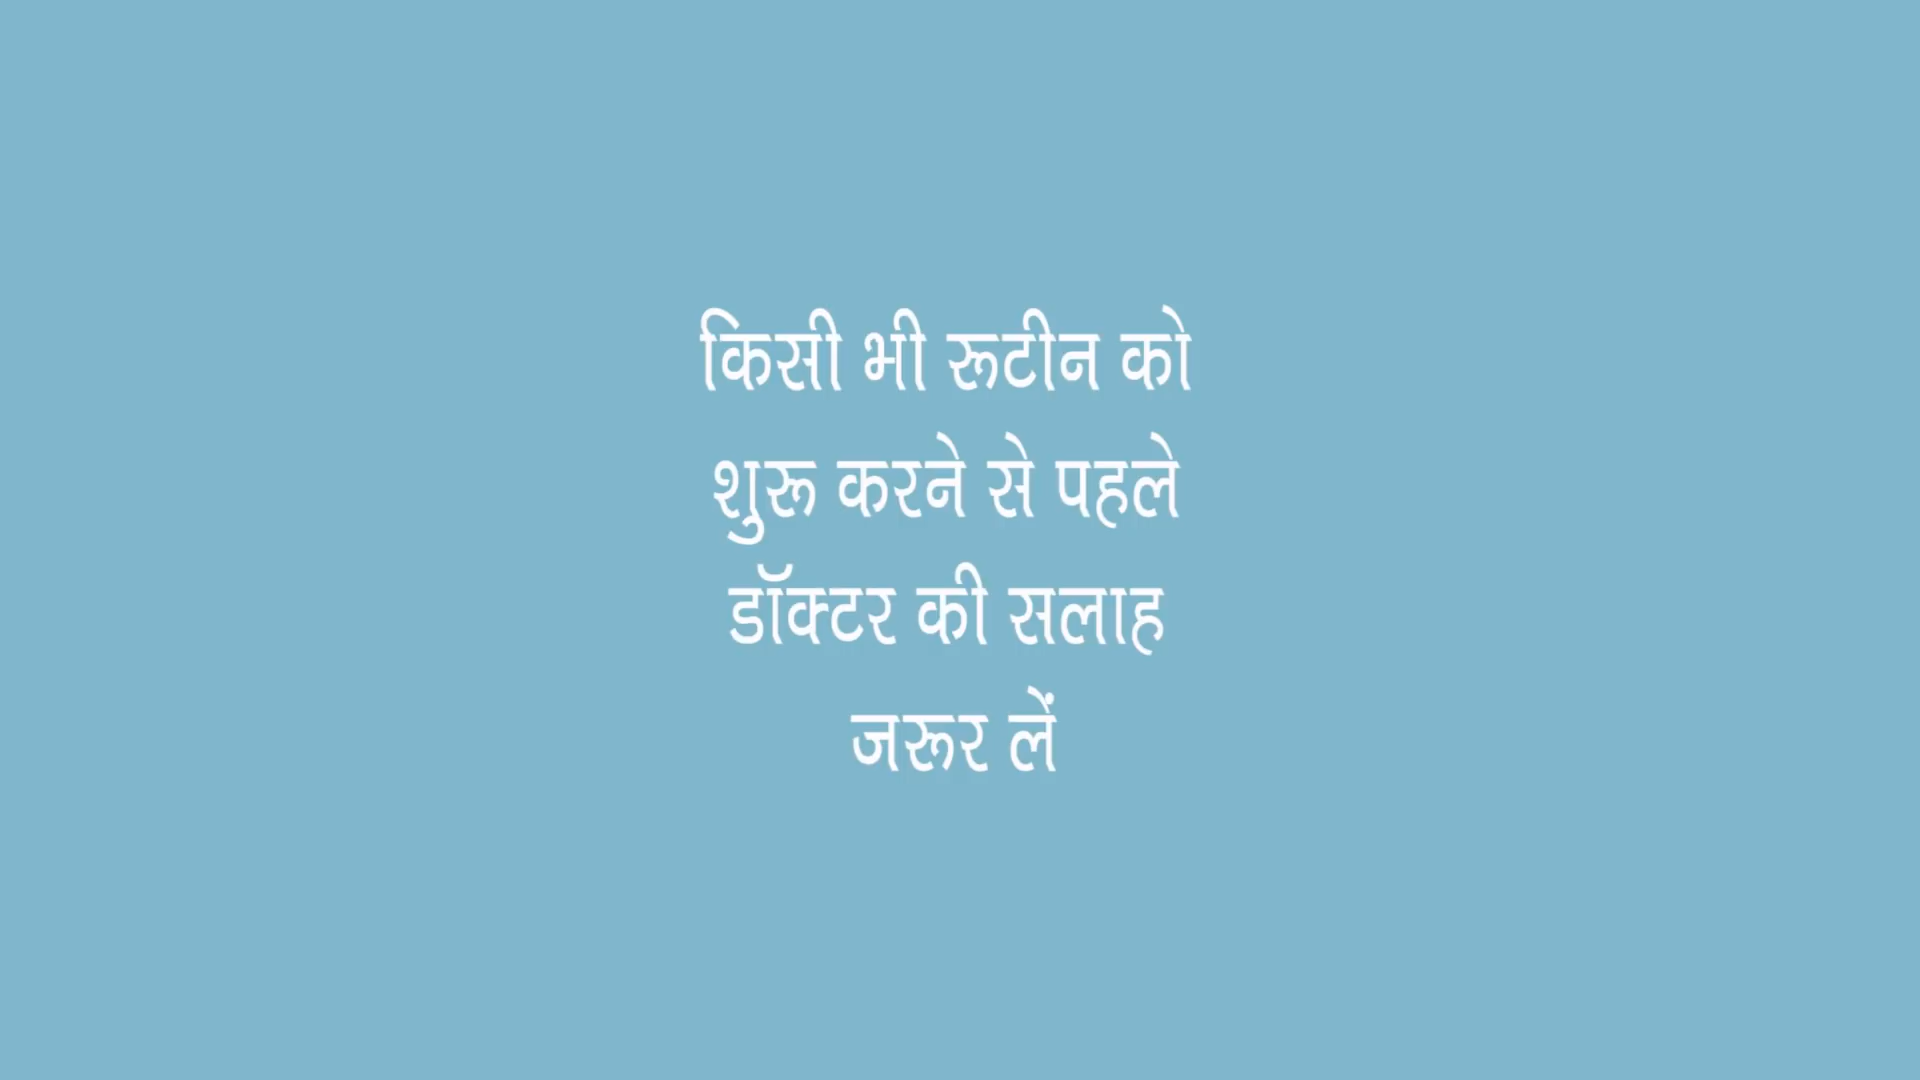 किसी भी रूटीन को
शुरू करने से पहले
डॉक्टर की सलाह
जरूर लें